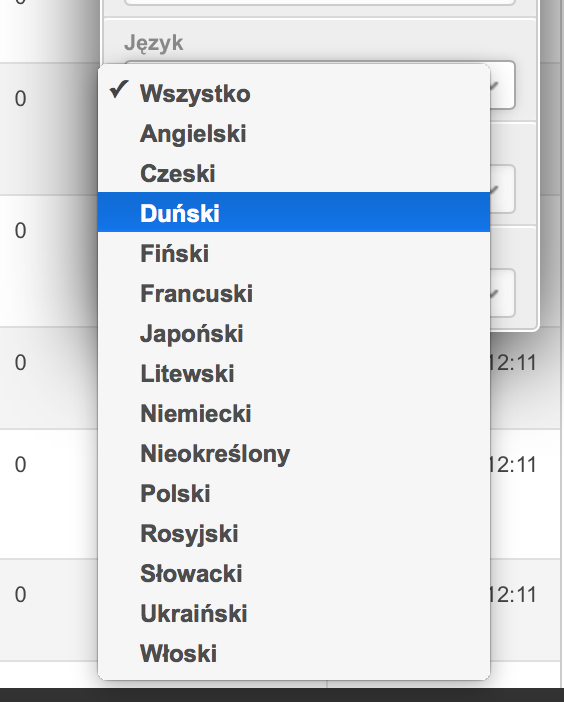 0
Język
Wszystko
0
Angielski
Czeski
Duński
0
Fiński
Francuski
Japoński
0
12:11
Litewski
Niemiecki
Nieokreślony
0
12:11
Polski
Rosyjski
Słowacki
0
12:11
Ukraiński
Włoski